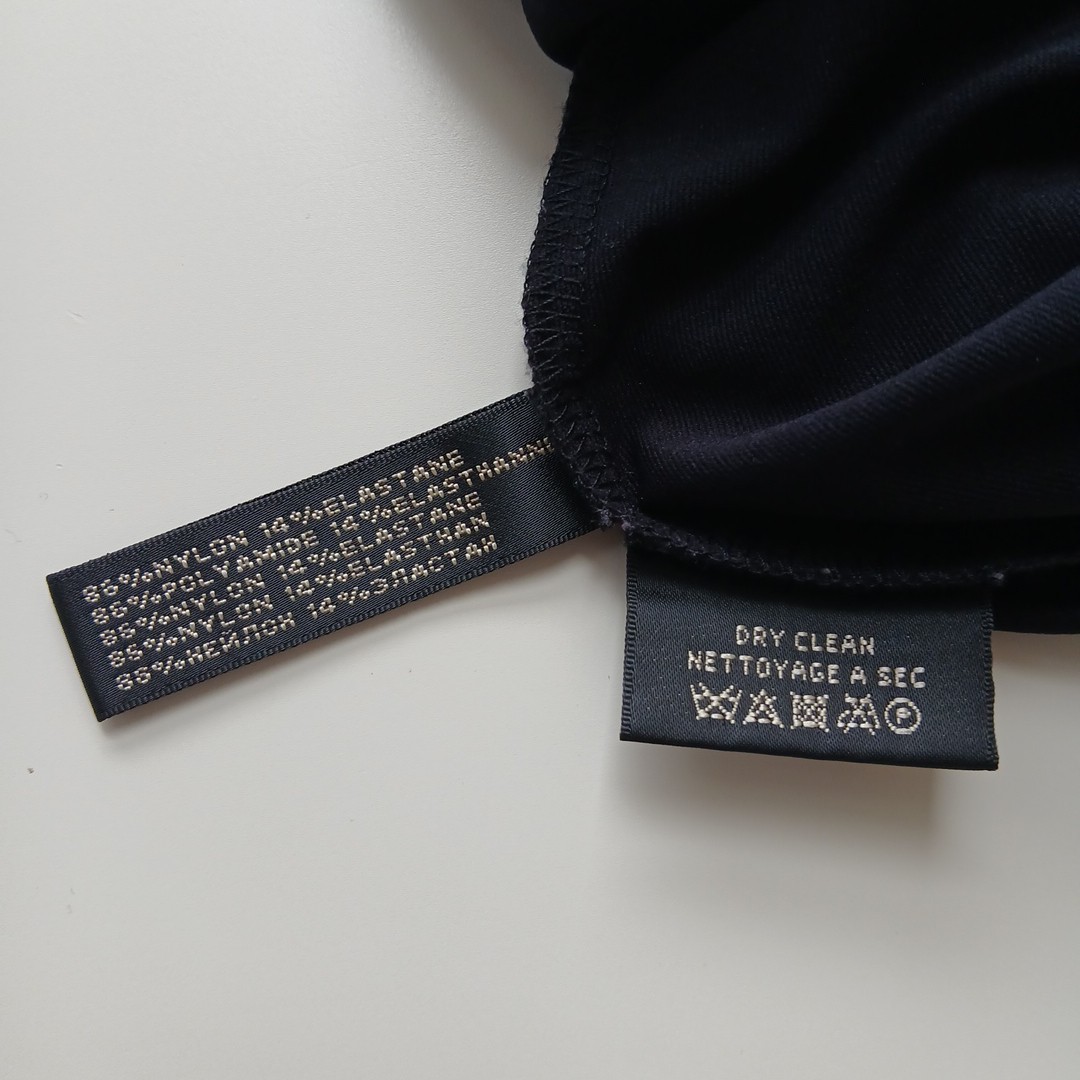 86%NYLON 14%ELASTANE
86%POLYAMIDE 14%ELASTHANNE
86%NYLON 14%ELASTANE
86%NYLON 14%ELASTHAN
86%НЕЙЛОН 14%ЭЛАСТАН
DRY CLEAN
NETTOYAGE A SEC
P